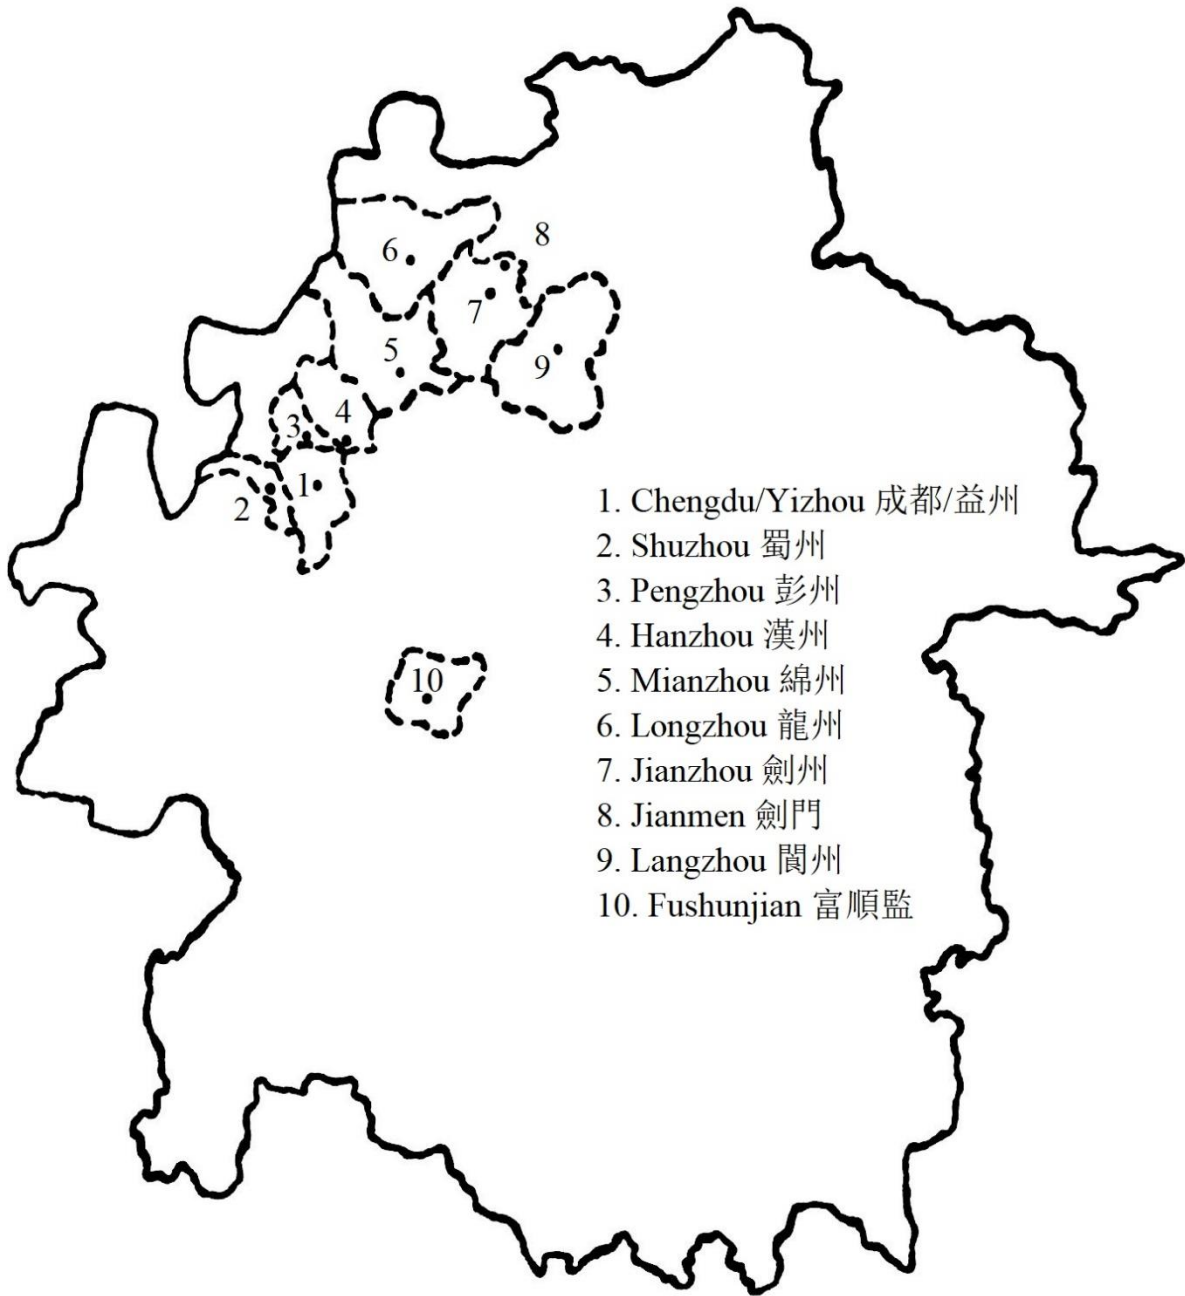 8
6
7
5
9
4
3
1
2
10
1. Chengdu/Yizhou 成都/益州
2. Shuzhou 蜀州
3. Pengzhou 彭州
4. Hanzhou 漢州
5. Mianzhou 綿州
6. Longzhou 龍州
7. Jianzhou 劍州
8. Jianmen 劍門
9. Langzhou 閬州
10. Fushunjian 富順監